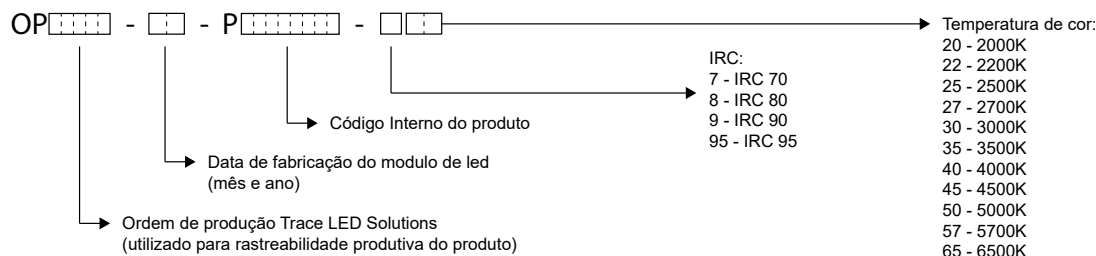 OP - - P -
Temperatura de cor:
20 - 2000K
22 - 2200K
25 - 2500K
27 - 2700K
30 - 3000K
35 - 3500K
40 - 4000K
45 - 4500K
50 - 5000K
57 - 5700K
65 - 6500K
IRC:
7 - IRC 70
8 - IRC 80
9 - IRC 90
95 - IRC 95
Código Interno do produto
Data de fabricação do modulo de led
(mês e ano)
Ordem de produção Trace LED Solutions
(utilizado para rastreabilidade produtiva do produto)